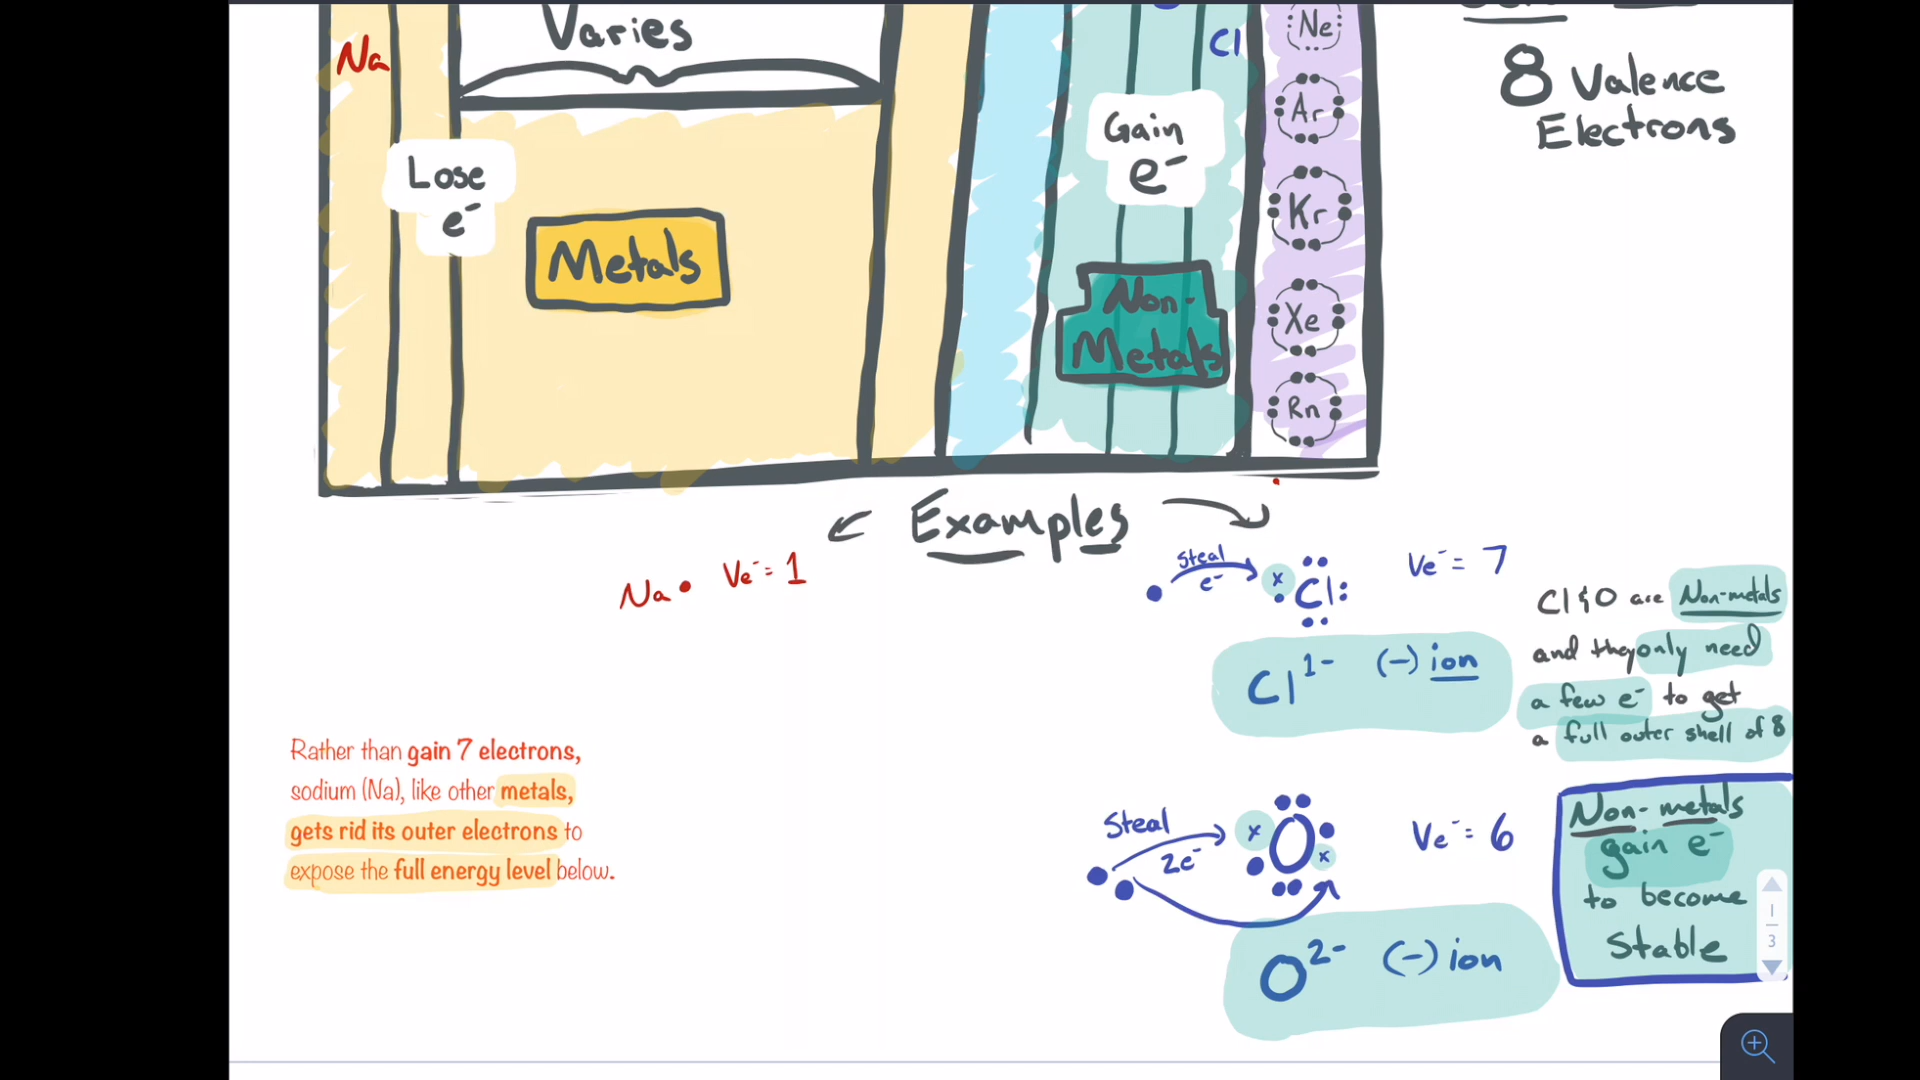 Varies
Na
Cl
Ne
8 Valence
Electrons
Ar
Gain
e⁻
Lose
e⁻
Kr
Metals
Non-
Metals
Xe
Rn
Examples
Na• Ve⁻ = 1
Steal
e⁻
x
Cl
Ve⁻ = 7
Cl¹⁻ (-) ion
Cl & O are Non-metals
and they only need
a few e⁻ to get
a full outer shell of 8
Rather than gain 7 electrons,
sodium (Na), like other metals,
gets rid its outer electrons to
expose the full energy level below.
Steal
2e⁻
x
O
x
Ve⁻ = 6
O²⁻ (-) ion
Non-metals
gain e⁻
to become
Stable
1
3